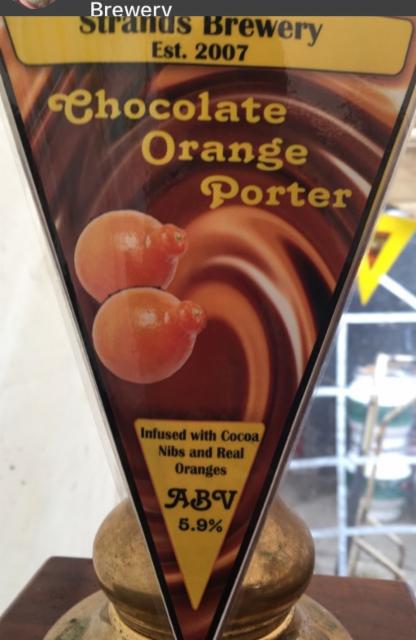 Brewery
Strands Brewery
Est. 2007
Chocolate
Orange
Porter
Infused with Cocoa
Nibs and Real
Oranges
ABV
5.9%